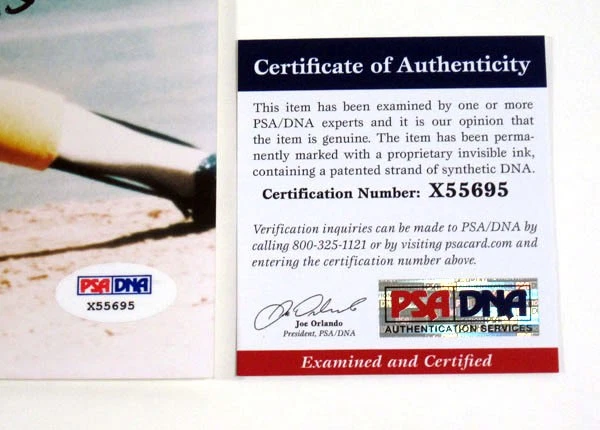 PSA DNA
X55695
Certificate of Authenticity
This item has been examined by one or more
PSA/DNA experts and it is our opinion that
the item is genuine. The item has been perma-
nently marked with a proprietary invisible ink,
containing a patented strand of synthetic DNA.
Certification Number: X55695
Verification inquiries can be made to PSA/DNA by
calling 800-325-1121 or by visiting psacard.com and
entering the certification number above.
Joe Orlando
President, PSA/DNA
PSA DNA
AUTHENTICATION SERVICES
Examined and Certified